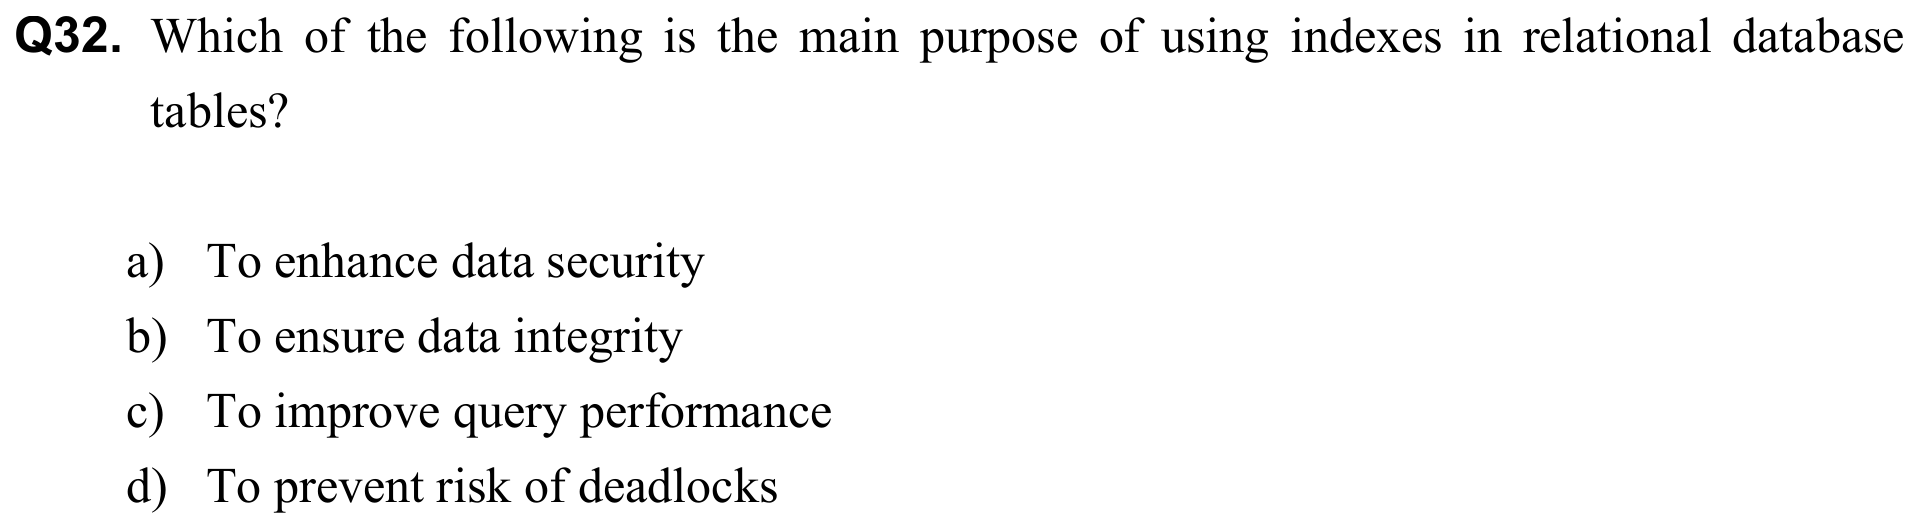 Q32. Which of the following is the main purpose of using indexes in relational database
tables?
a) To enhance data security
b) To ensure data integrity
c) To improve query performance
d) To prevent risk of deadlocks